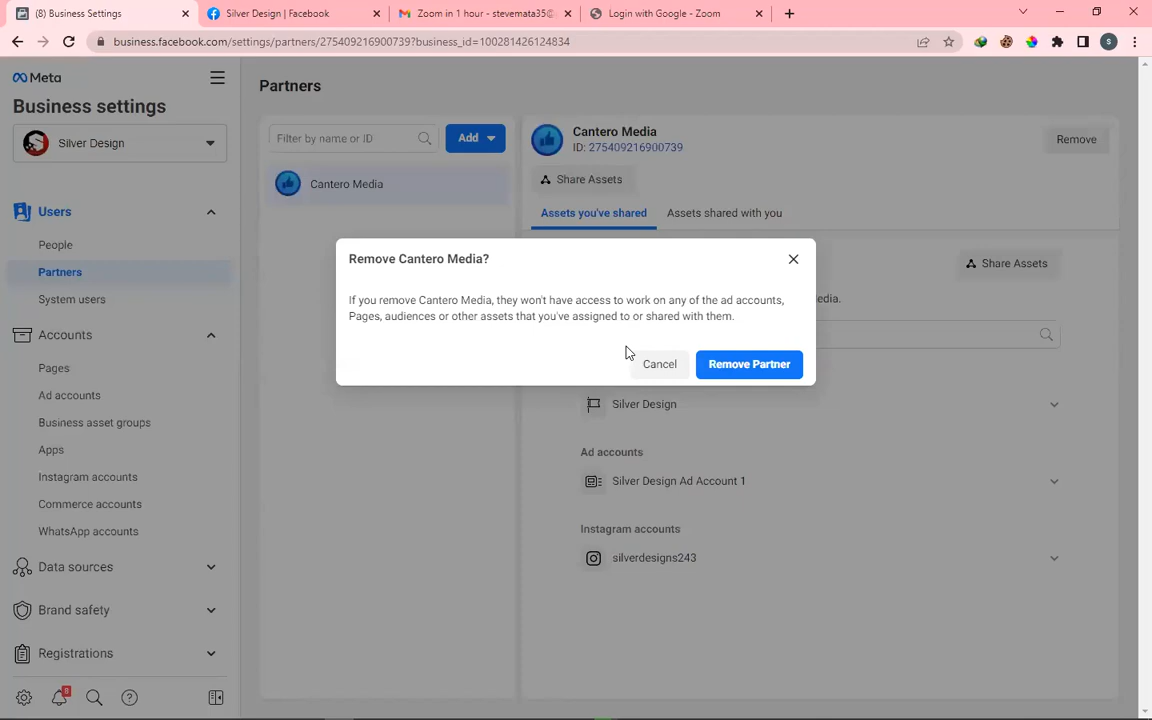 (8) Business Settings
Silver Design | Facebook
Zoom in 1 hour - stevemata35@
Login with Google - Zoom
business.facebook.com/settings/partners/275409216900739?business_id=100281426124834
S
Meta
Business settings
Silver Design
Users
People
Partners
System users
Accounts
Pages
Ad accounts
Business asset groups
Apps
Instagram accounts
Commerce accounts
WhatsApp accounts
Data sources
Brand safety
Registrations
8
Partners
Filter by name or ID
Add
Cantero Media
Cantero Media
ID: 275409216900739
Remove
Share Assets
Assets you've shared
Assets shared with you
Share Assets
edia.
Remove Cantero Media?
If you remove Cantero Media, they won't have access to work on any of the ad accounts,
Pages, audiences or other assets that you've assigned to or shared with them.
Cancel
Remove Partner
Silver Design
Ad accounts
Silver Design Ad Account 1
Instagram accounts
silverdesigns243